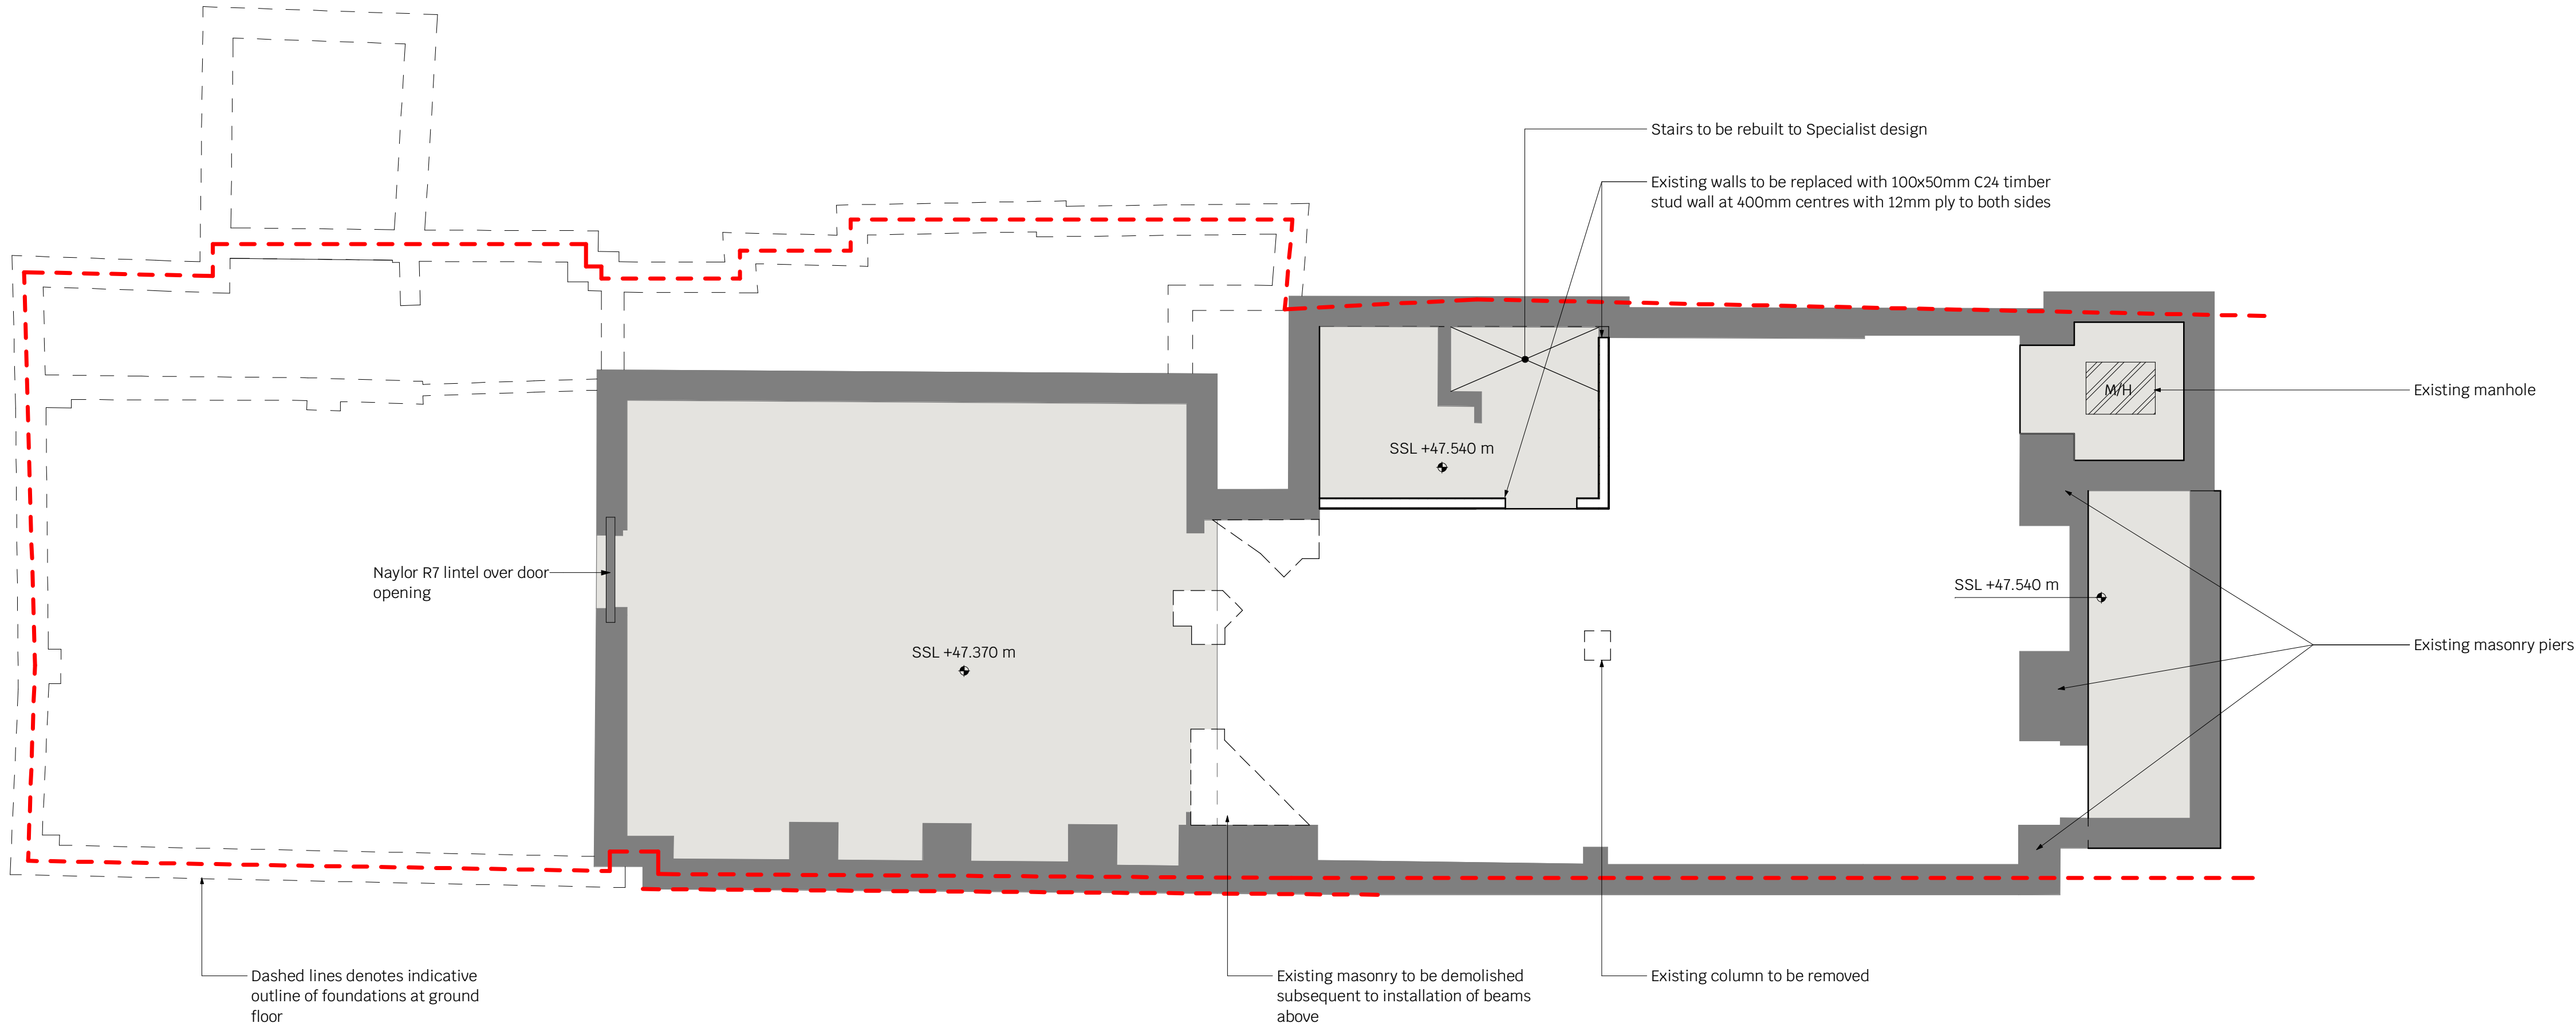 Stairs to be rebuilt to Specialist design
Existing walls to be replaced with 100x50mm C24 timber
stud wall at 400mm centres with 12mm ply to both sides
M/H
Existing manhole
SSL +47.540 m
Naylor R7 lintel over door
opening
SSL +47.540 m
SSL +47.370 m
Existing masonry piers
Dashed lines denotes indicative
outline of foundations at ground
floor
Existing masonry to be demolished
subsequent to installation of beams
above
Existing column to be removed